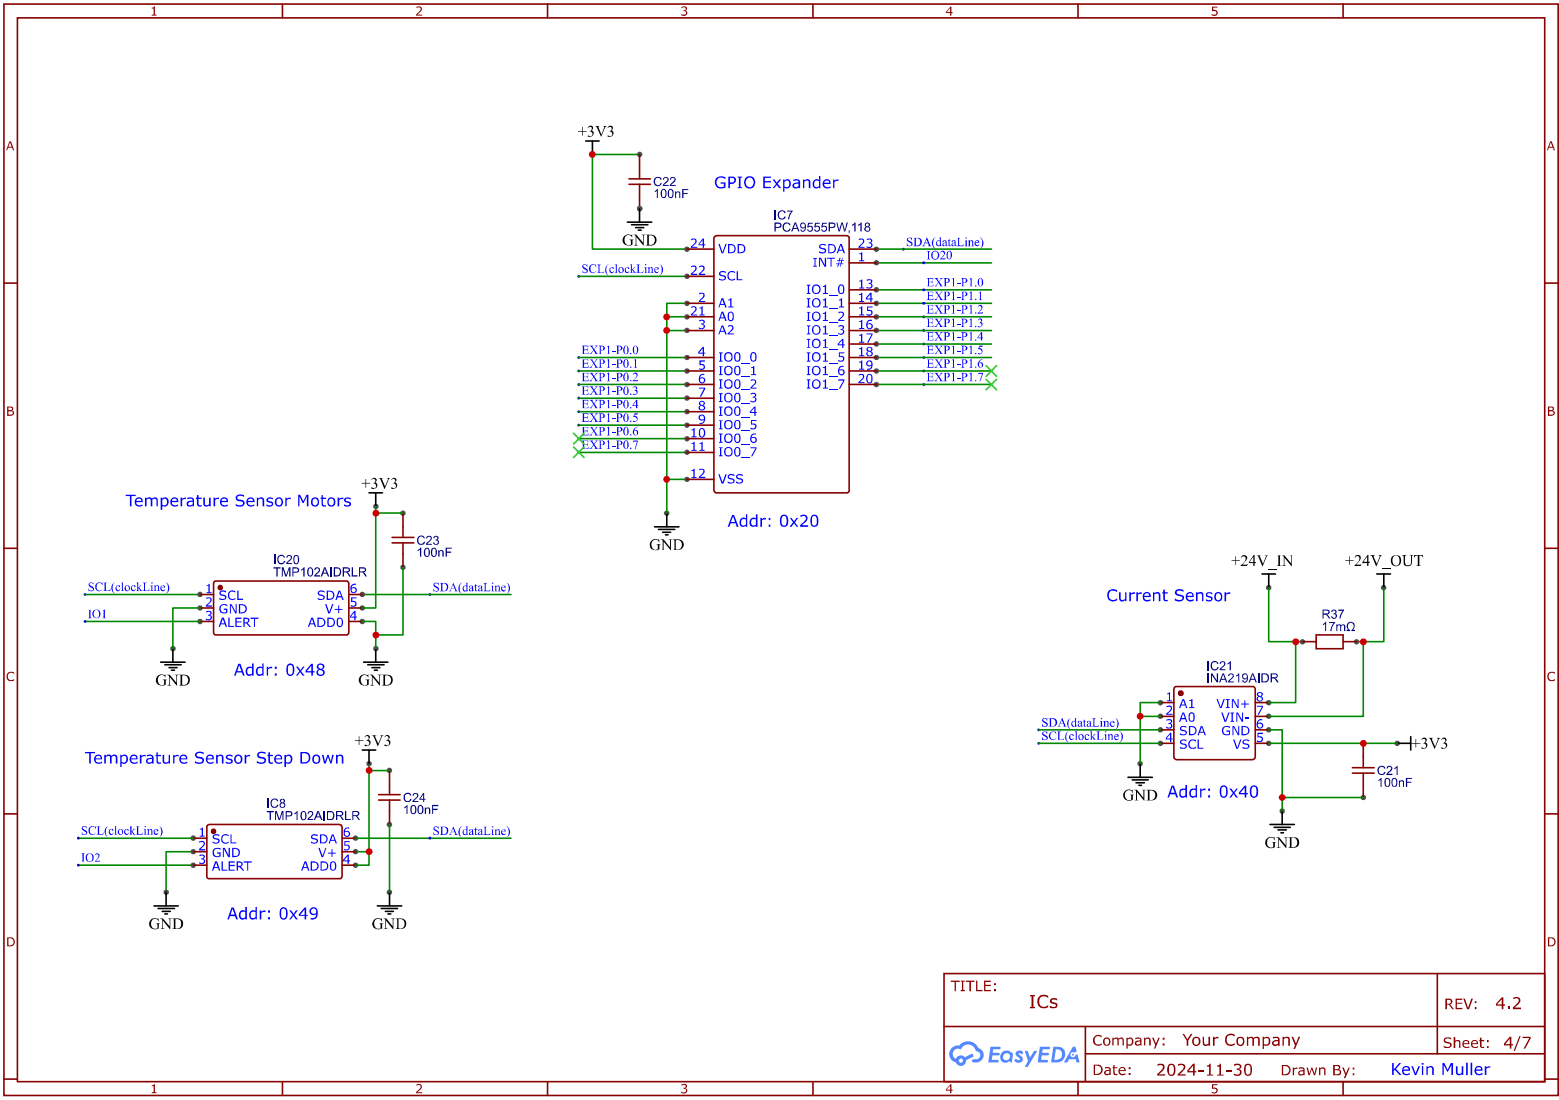 1 2 3 4 5
A A
B B
C C
D D
+3V3
C22
100nF
GND
GPIO Expander
IC7
PCA9555PW,118
24 VDD
SCL(clockLine) 22 SCL
2 A1
21 A0
3 A2
EXP1-P0.0 4 IO0_0
EXP1-P0.1 5 IO0_1
EXP1-P0.2 6 IO0_2
EXP1-P0.3 7 IO0_3
EXP1-P0.4 8 IO0_4
EXP1-P0.5 9 IO0_5
EXP1-P0.6 10 IO0_6
EXP1-P0.7 11 IO0_7
12 VSS
SDA 23 SDA(dataLine)
INT# 1 IO20
IO1_0 13 EXP1-P1.0
IO1_1 14 EXP1-P1.1
IO1_2 15 EXP1-P1.2
IO1_3 16 EXP1-P1.3
IO1_4 17 EXP1-P1.4
IO1_5 18 EXP1-P1.5
IO1_6 19 EXP1-P1.6
IO1_7 20 EXP1-P1.7
GND
Addr: 0x20
Temperature Sensor Motors
+3V3
C23
100nF
IC20
TMP102AIDRLR
SCL(clockLine) 1 SCL
2 GND
IO1 3 ALERT
SDA 6 SDA(dataLine)
V+ 5
ADD0 4
GND
Addr: 0x48
GND
Temperature Sensor Step Down
+3V3
C24
100nF
IC8
TMP102AIDRLR
SCL(clockLine) 1 SCL
2 GND
IO2 3 ALERT
SDA 6 SDA(dataLine)
V+ 5
ADD0 4
GND
Addr: 0x49
GND
Current Sensor
+24V_IN
+24V_OUT
R37
17mΩ
IC21
INA219AIDR
1 A1
2 A0
SDA(dataLine) 3 SDA
SCL(clockLine) 4 SCL
VIN+ 8
VIN- 7
GND 6
VS 5
+3V3
C21
100nF
GND
Addr: 0x40
GND
TITLE:
ICs
REV: 4.2
EasyEDA
Company: Your Company
Sheet: 4/7
Date: 2024-11-30
Drawn By: Kevin Muller
1 2 3 4 5